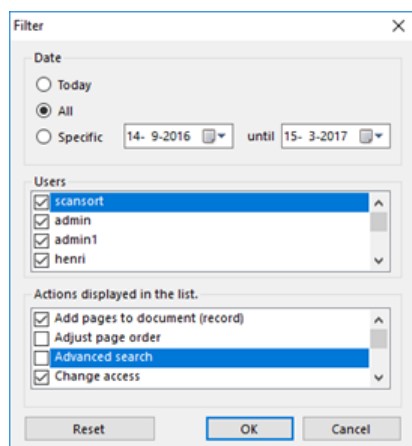 Filter
Date
Today
All
Specific 14- 9-2016 until 15- 3-2017
Users
scansort
admin
admin1
henri
Actions displayed in the list.
Add pages to document (record)
Adjust page order
Advanced search
Change access
Reset OK Cancel